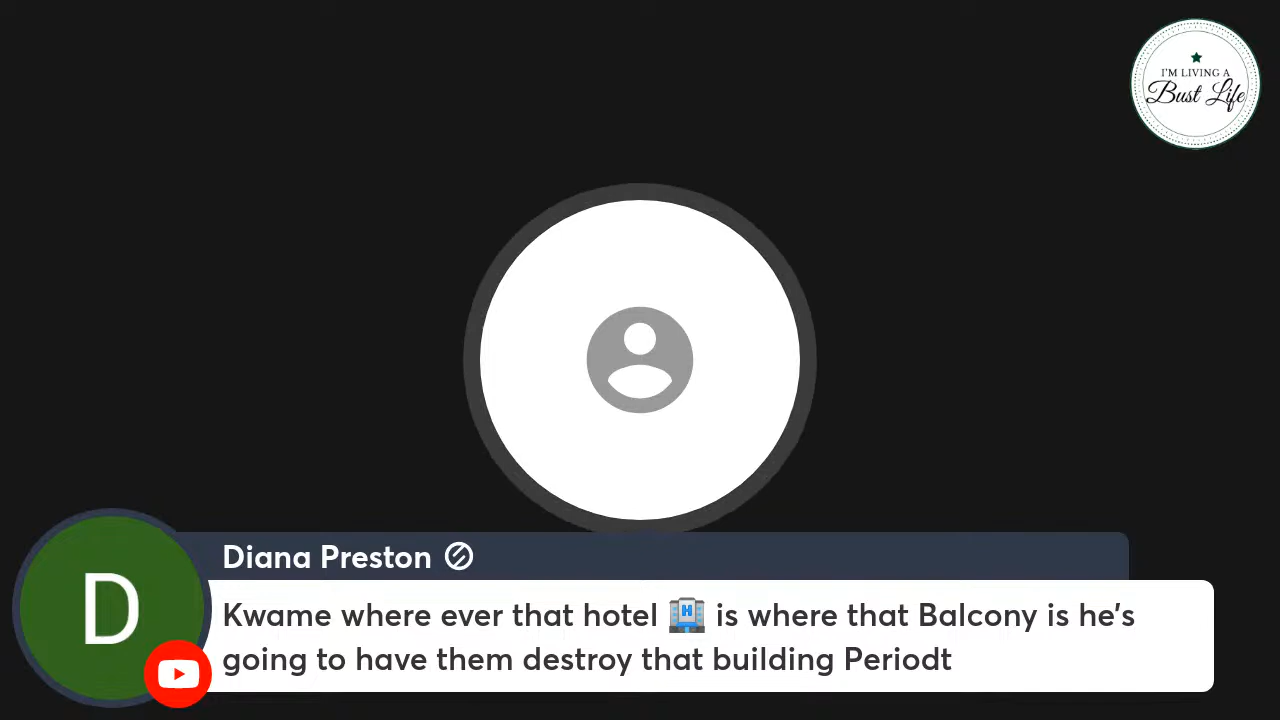 I'M LIVING A
Bust Life
Diana Preston
Kwame where ever that hotel 🏨 is where that Balcony is he's
going to have them destroy that building Periodt
D